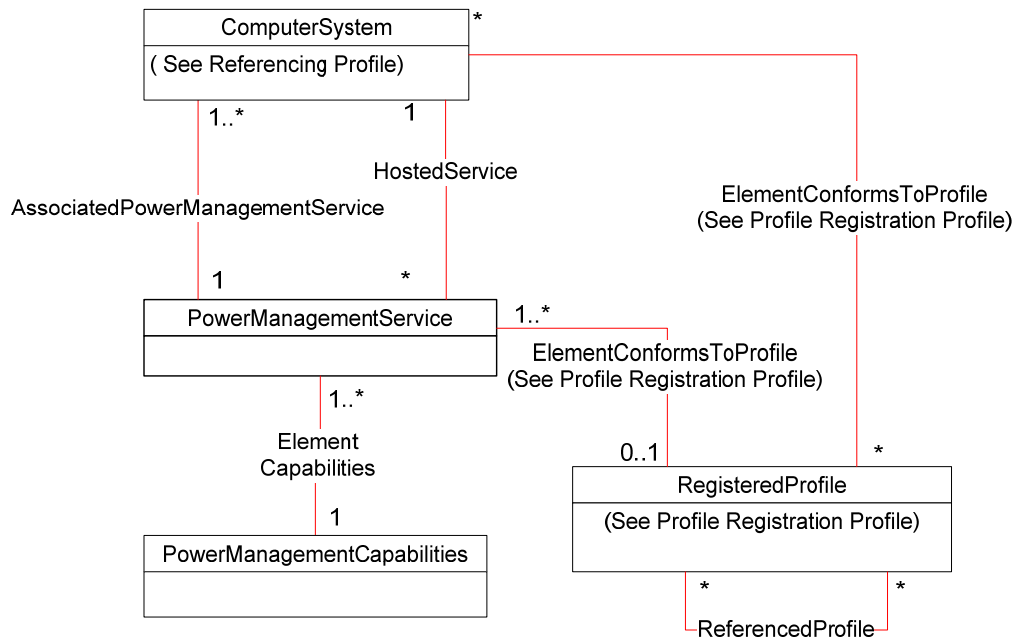 ComputerSystem
*
( See Referencing Profile)
1..*
1
HostedService
AssociatedPowerManagementService
ElementConformsToProfile
(See Profile Registration Profile)
1
*
PowerManagementService
1..*
ElementConformsToProfile
(See Profile Registration Profile)
1..*
Element
Capabilities
0..1
*
RegisteredProfile
(See Profile Registration Profile)
1
PowerManagementCapabilities
*
*
ReferencedProfile